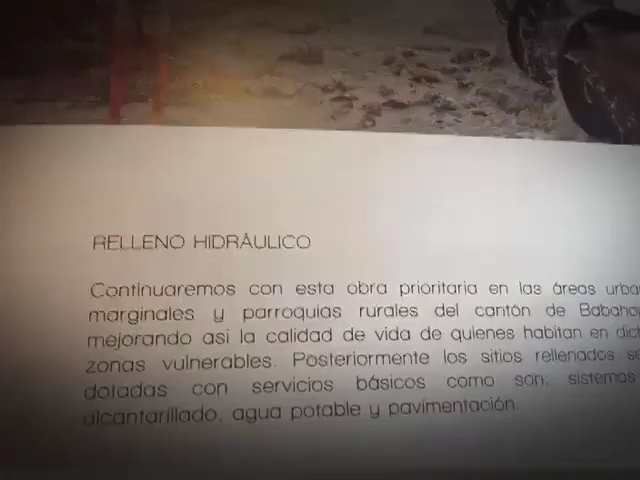 RELLENO HIDRÁULICO
Continuaremos con esta obra prioritaria en las áreas
marginales y parroquias rurales del cantón de
mejorando asi la calidad de vida de quienes habitan en
zonas vulnerables. Posteriormente los sitios rellenados
dotadas con servicios básicos como son: sistemas
alcantarillado, agua potable y pavimentación.